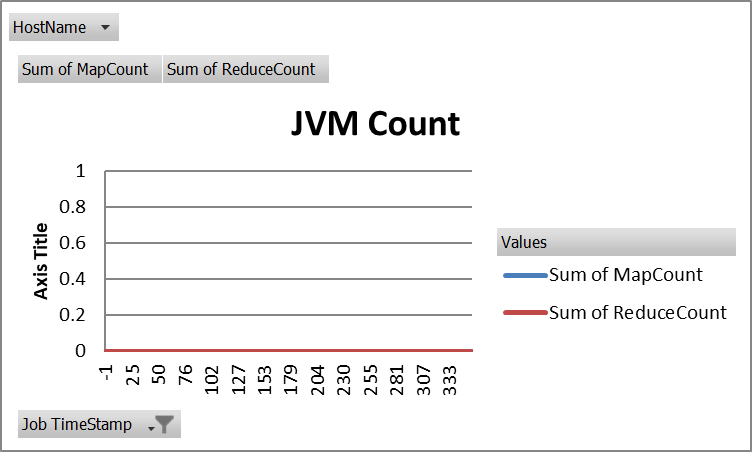 HostName
Sum of MapCount Sum of ReduceCount
JVM Count
Axis Title
1
0.8
0.6
0.4
0.2
0
-1 25 50 76 102 127 153 179 204 230 255 281 307 333
Values
Sum of MapCount
Sum of ReduceCount
Job TimeStamp